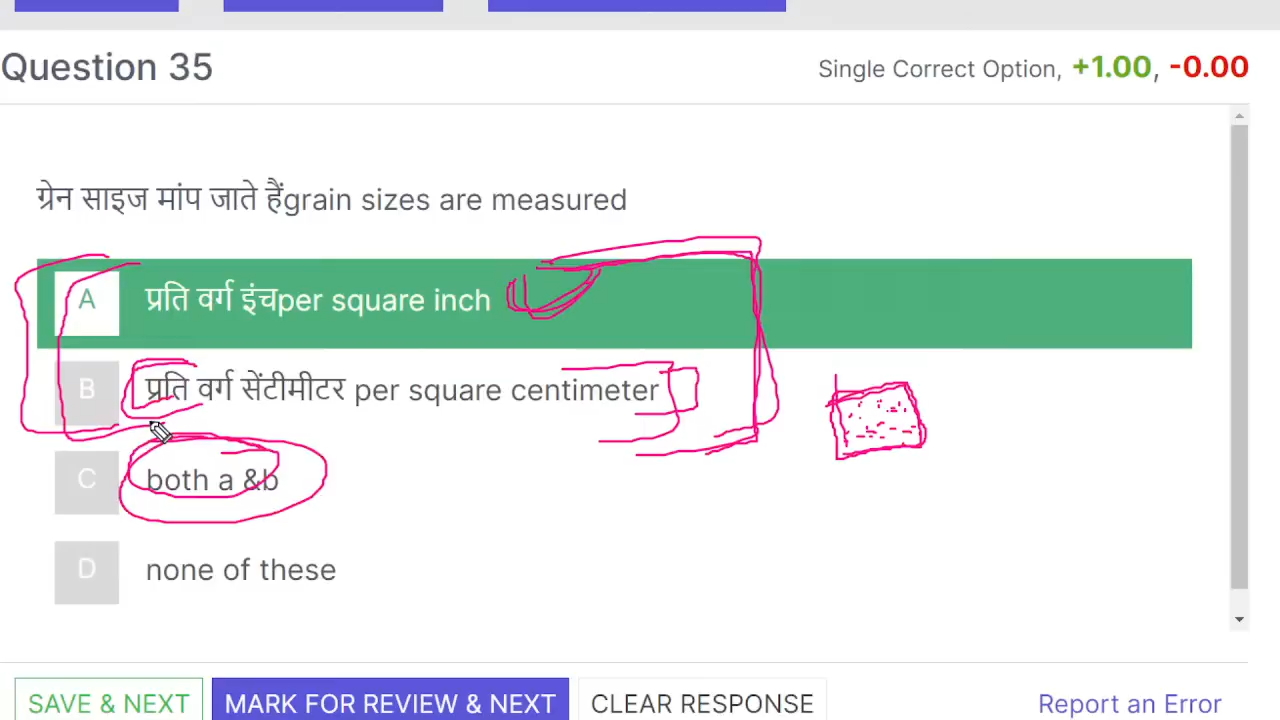 Question 35
Single Correct Option, +1.00, -0.00
ग्रेन साइज मांप जाते हैंgrain sizes are measured
A प्रति वर्ग इंचper square inch
B प्रति वर्ग सेंटीमीटर per square centimeter
C both a &b
D none of these
SAVE & NEXT MARK FOR REVIEW & NEXT CLEAR RESPONSE Report an Error